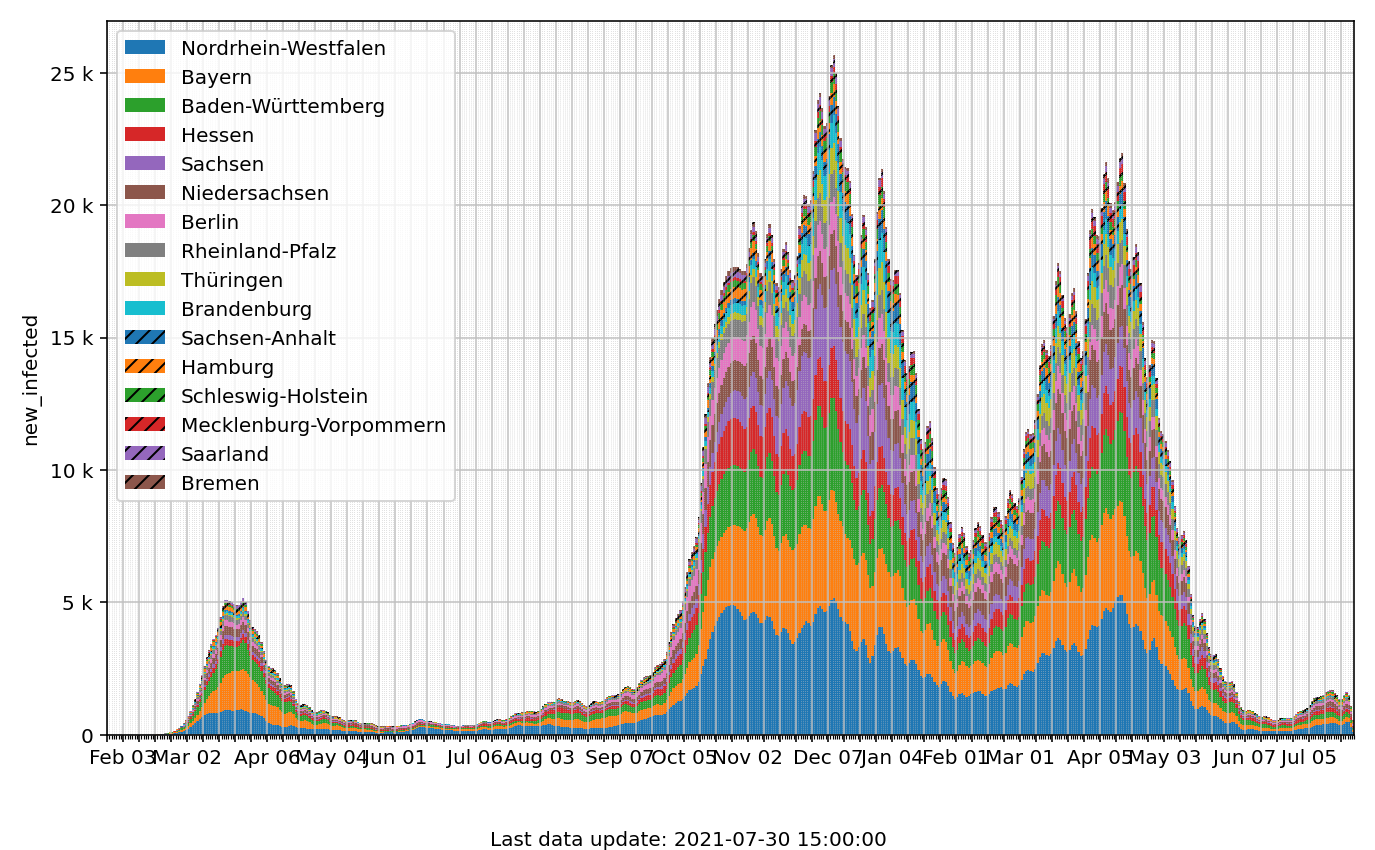 new_infected
25 k
20 k
15 k
10 k
5 k
0
Nordrhein-Westfalen
Bayern
Baden-Württemberg
Hessen
Sachsen
Niedersachsen
Berlin
Rheinland-Pfalz
Thüringen
Brandenburg
Sachsen-Anhalt
Hamburg
Schleswig-Holstein
Mecklenburg-Vorpommern
Saarland
Bremen
Feb 03 Mar 02 Apr 06 May 04 Jun 01 Jul 06 Aug 03 Sep 07 Oct 05 Nov 02 Dec 07 Jan 04 Feb 01 Mar 01 Apr 05 May 03 Jun 07 Jul 05
Last data update: 2021-07-30 15:00:00